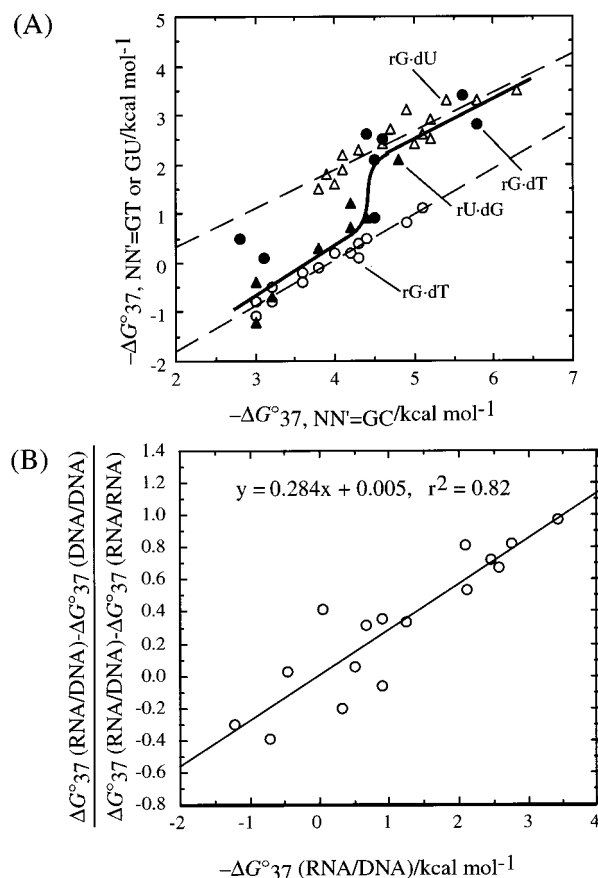 (A)
-ΔG°37, NN'=GT or GU/kcal mol-1
5
4
3
2
1
0
-1
-2
rG·dU
rG·dT
rU·dG
rG·dT
2 3 4 5 6 7
-ΔG°37, NN'=GC/kcal mol-1
(B)
ΔG°37 (RNA/DNA)-ΔG°37 (DNA/DNA)
ΔG°37 (RNA/DNA)-ΔG°37 (RNA/RNA)
1.4
1.2
1.0
0.8
0.6
0.4
0.2
0.0
-0.2
-0.4
-0.6
-0.8
y = 0.284x + 0.005, r2 = 0.82
-2 -1 0 1 2 3 4
-ΔG°37 (RNA/DNA)/kcal mol-1